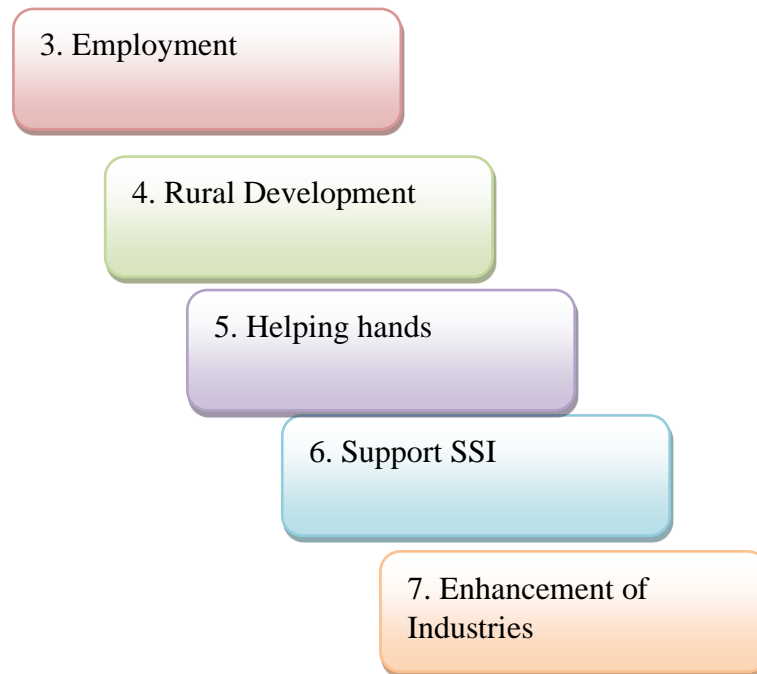 3. Employment
4. Rural Development
5. Helping hands
6. Support SSI
7. Enhancement of
Industries